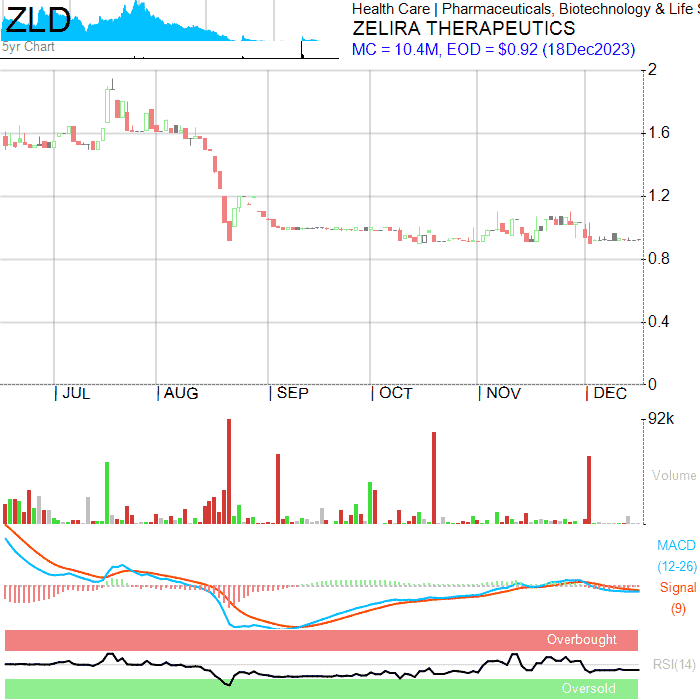 ZLD
5yr Chart
Health Care | Pharmaceuticals, Biotechnology & Life S
ZELIRA THERAPEUTICS
MC = 10.4M, EOD = $0.92 (18Dec2023)
2
1.6
1.2
0.8
0.4
0
JUL AUG SEP OCT NOV DEC
92k
Volume
MACD
(12-26)
Signal
(9)
Overbought
RSI(14)
Oversold